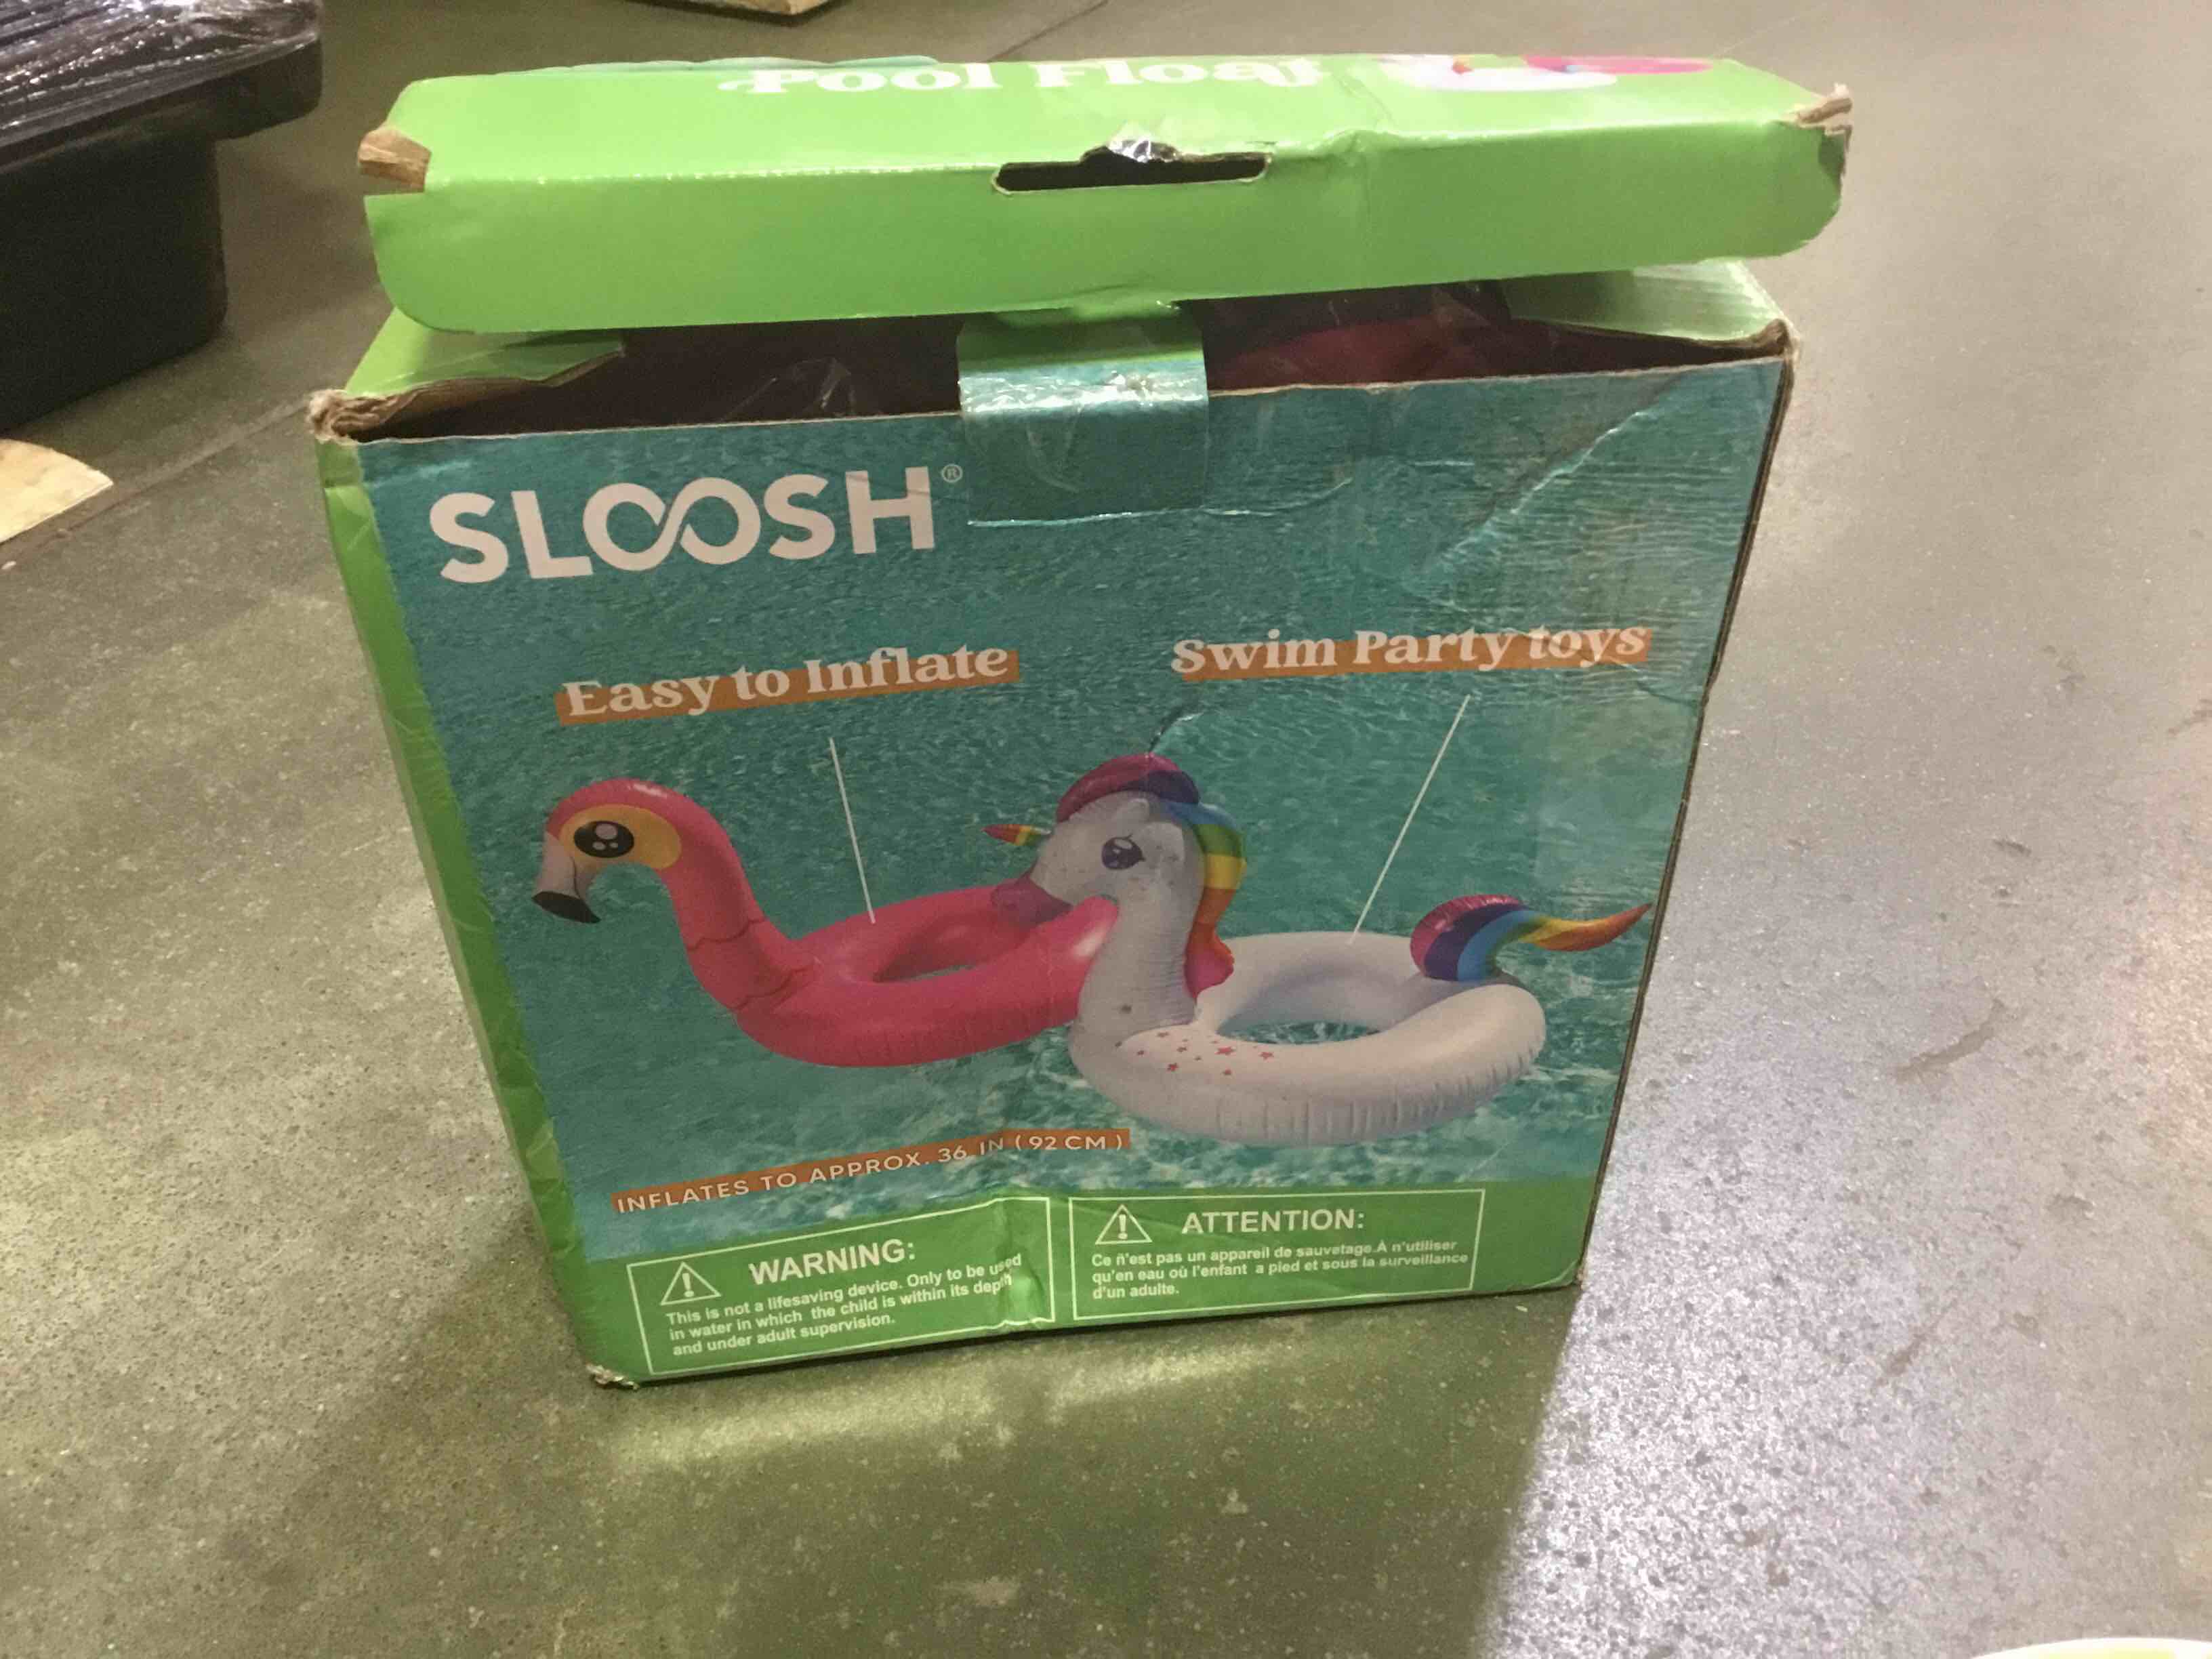 Pool Float
SLOOSH®
Easy to Inflate
Swim Party toys
INFLATES TO APPROX. 36 IN (92 CM)
WARNING:
This is not a lifesaving device. Only to be used
in water in which the child is within its depth
and under adult supervision.
ATTENTION:
Ce n'est pas un appareil de sauvetage.À n'utiliser
qu'en eau où l'enfant a pied et sous la surveillance
d'un adulte.